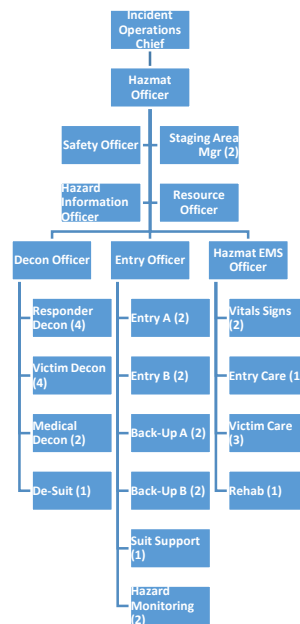 Incident
Operations
Chief
Hazmat
Officer
Safety Officer
Staging Area
Mgr (2)
Hazard
Information
Officer
Resource
Officer
Decon Officer
Entry Officer
Hazmat EMS
Officer
Responder
Decon (4)
Victim Decon
(4)
Medical
Decon (2)
De-Suit (1)
Entry A (2)
Entry B (2)
Back-Up A (2)
Back-Up B (2)
Suit Support
(1)
Hazard
Monitoring
(2)
Vitals Signs
(2)
Entry Care (1
Victim Care
(3)
Rehab (1)